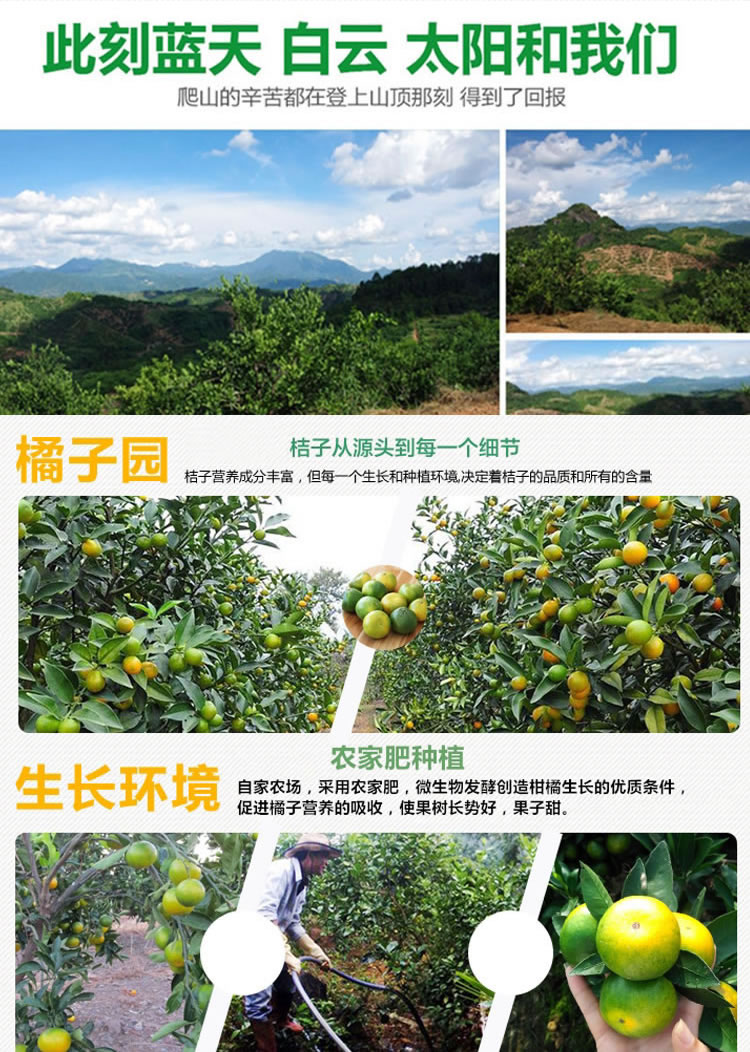 此刻蓝天 白云 太阳和我们
爬山的辛苦都在登上山顶那刻 得到了回报
橘子园
桔子从源头到每一个细节
桔子营养成分丰富，但每一个生长和种植环境,决定着桔子的品质和所有的含量
农家肥种植
生长环境
自家农场，采用农家肥，微生物发酵创造柑橘生长的优质条件，
促进橘子营养的吸收，使果树长势好，果子甜。